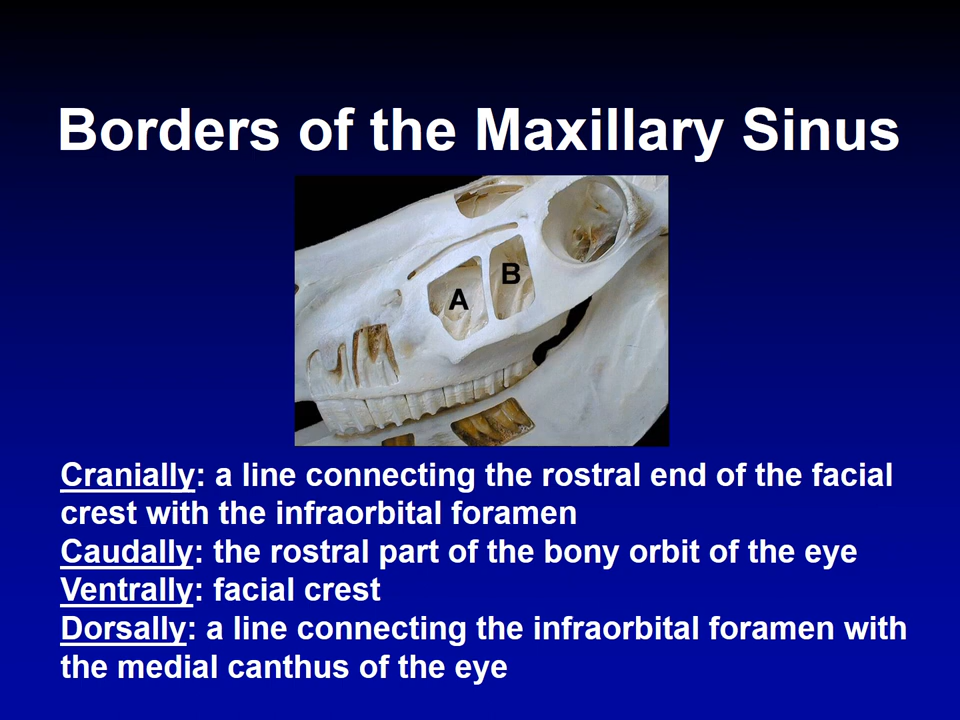 Borders of the Maxillary Sinus
B
A
Cranially: a line connecting the rostral end of the facial
crest with the infraorbital foramen
Caudally: the rostral part of the bony orbit of the eye
Ventrally: facial crest
Dorsally: a line connecting the infraorbital foramen with
the medial canthus of the eye